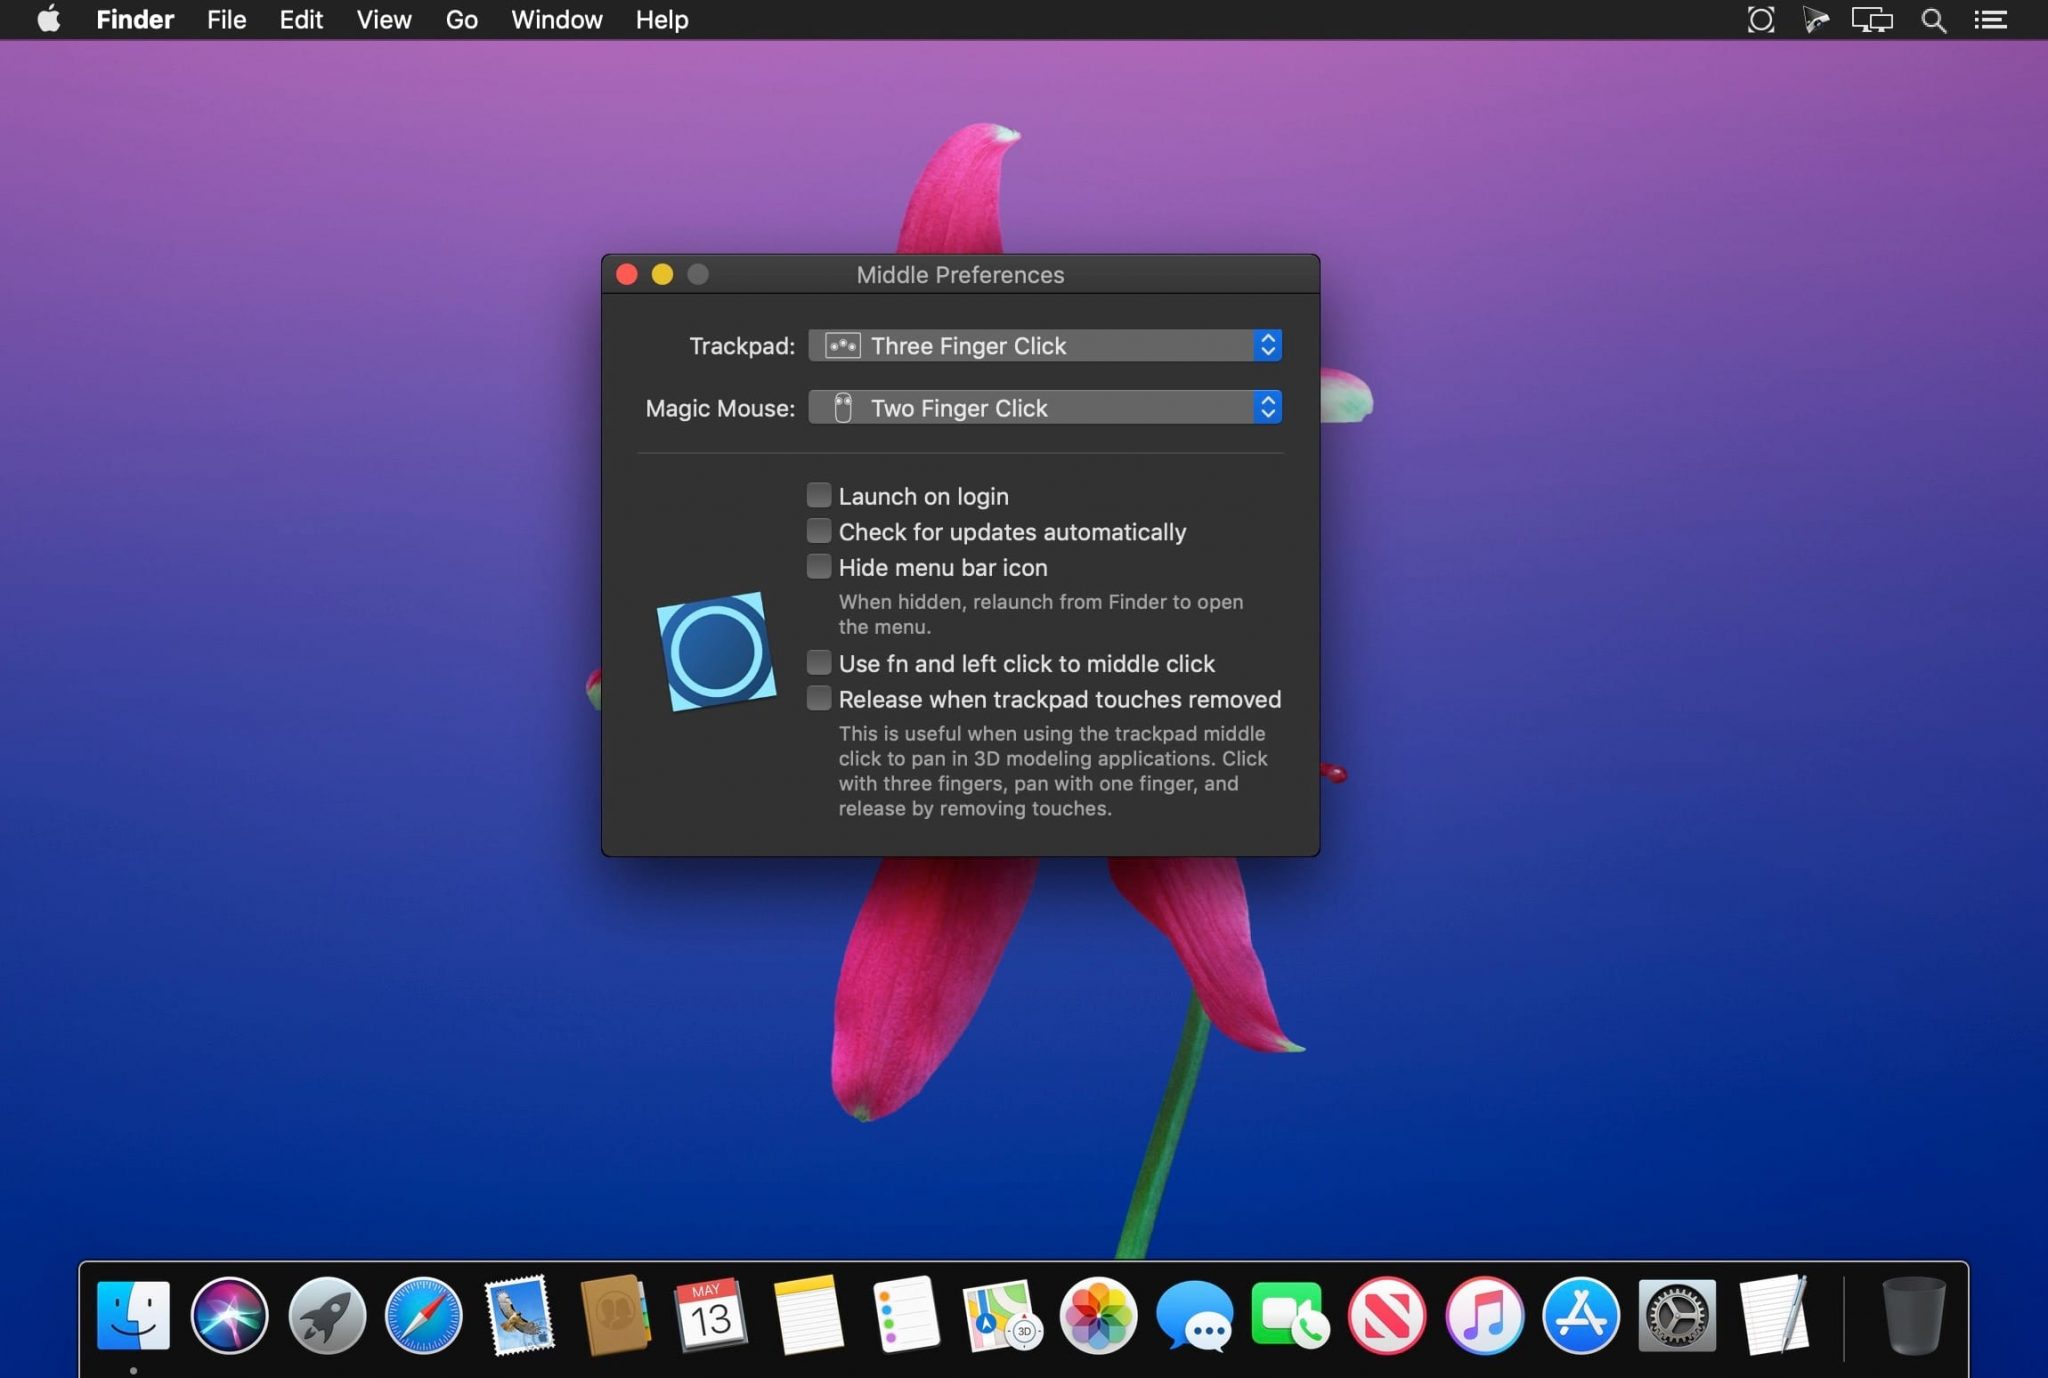 Finder File Edit View Go Window Help
Middle Preferences
Trackpad: Three Finger Click
Magic Mouse: Two Finger Click
Launch on login
Check for updates automatically
Hide menu bar icon
When hidden, relaunch from Finder to open
the menu.
Use fn and left click to middle click
Release when trackpad touches removed
This is useful when using the trackpad middle
click to pan in 3D modeling applications. Click
with three fingers, pan with one finger, and
release by removing touches.
MAY
13
3D